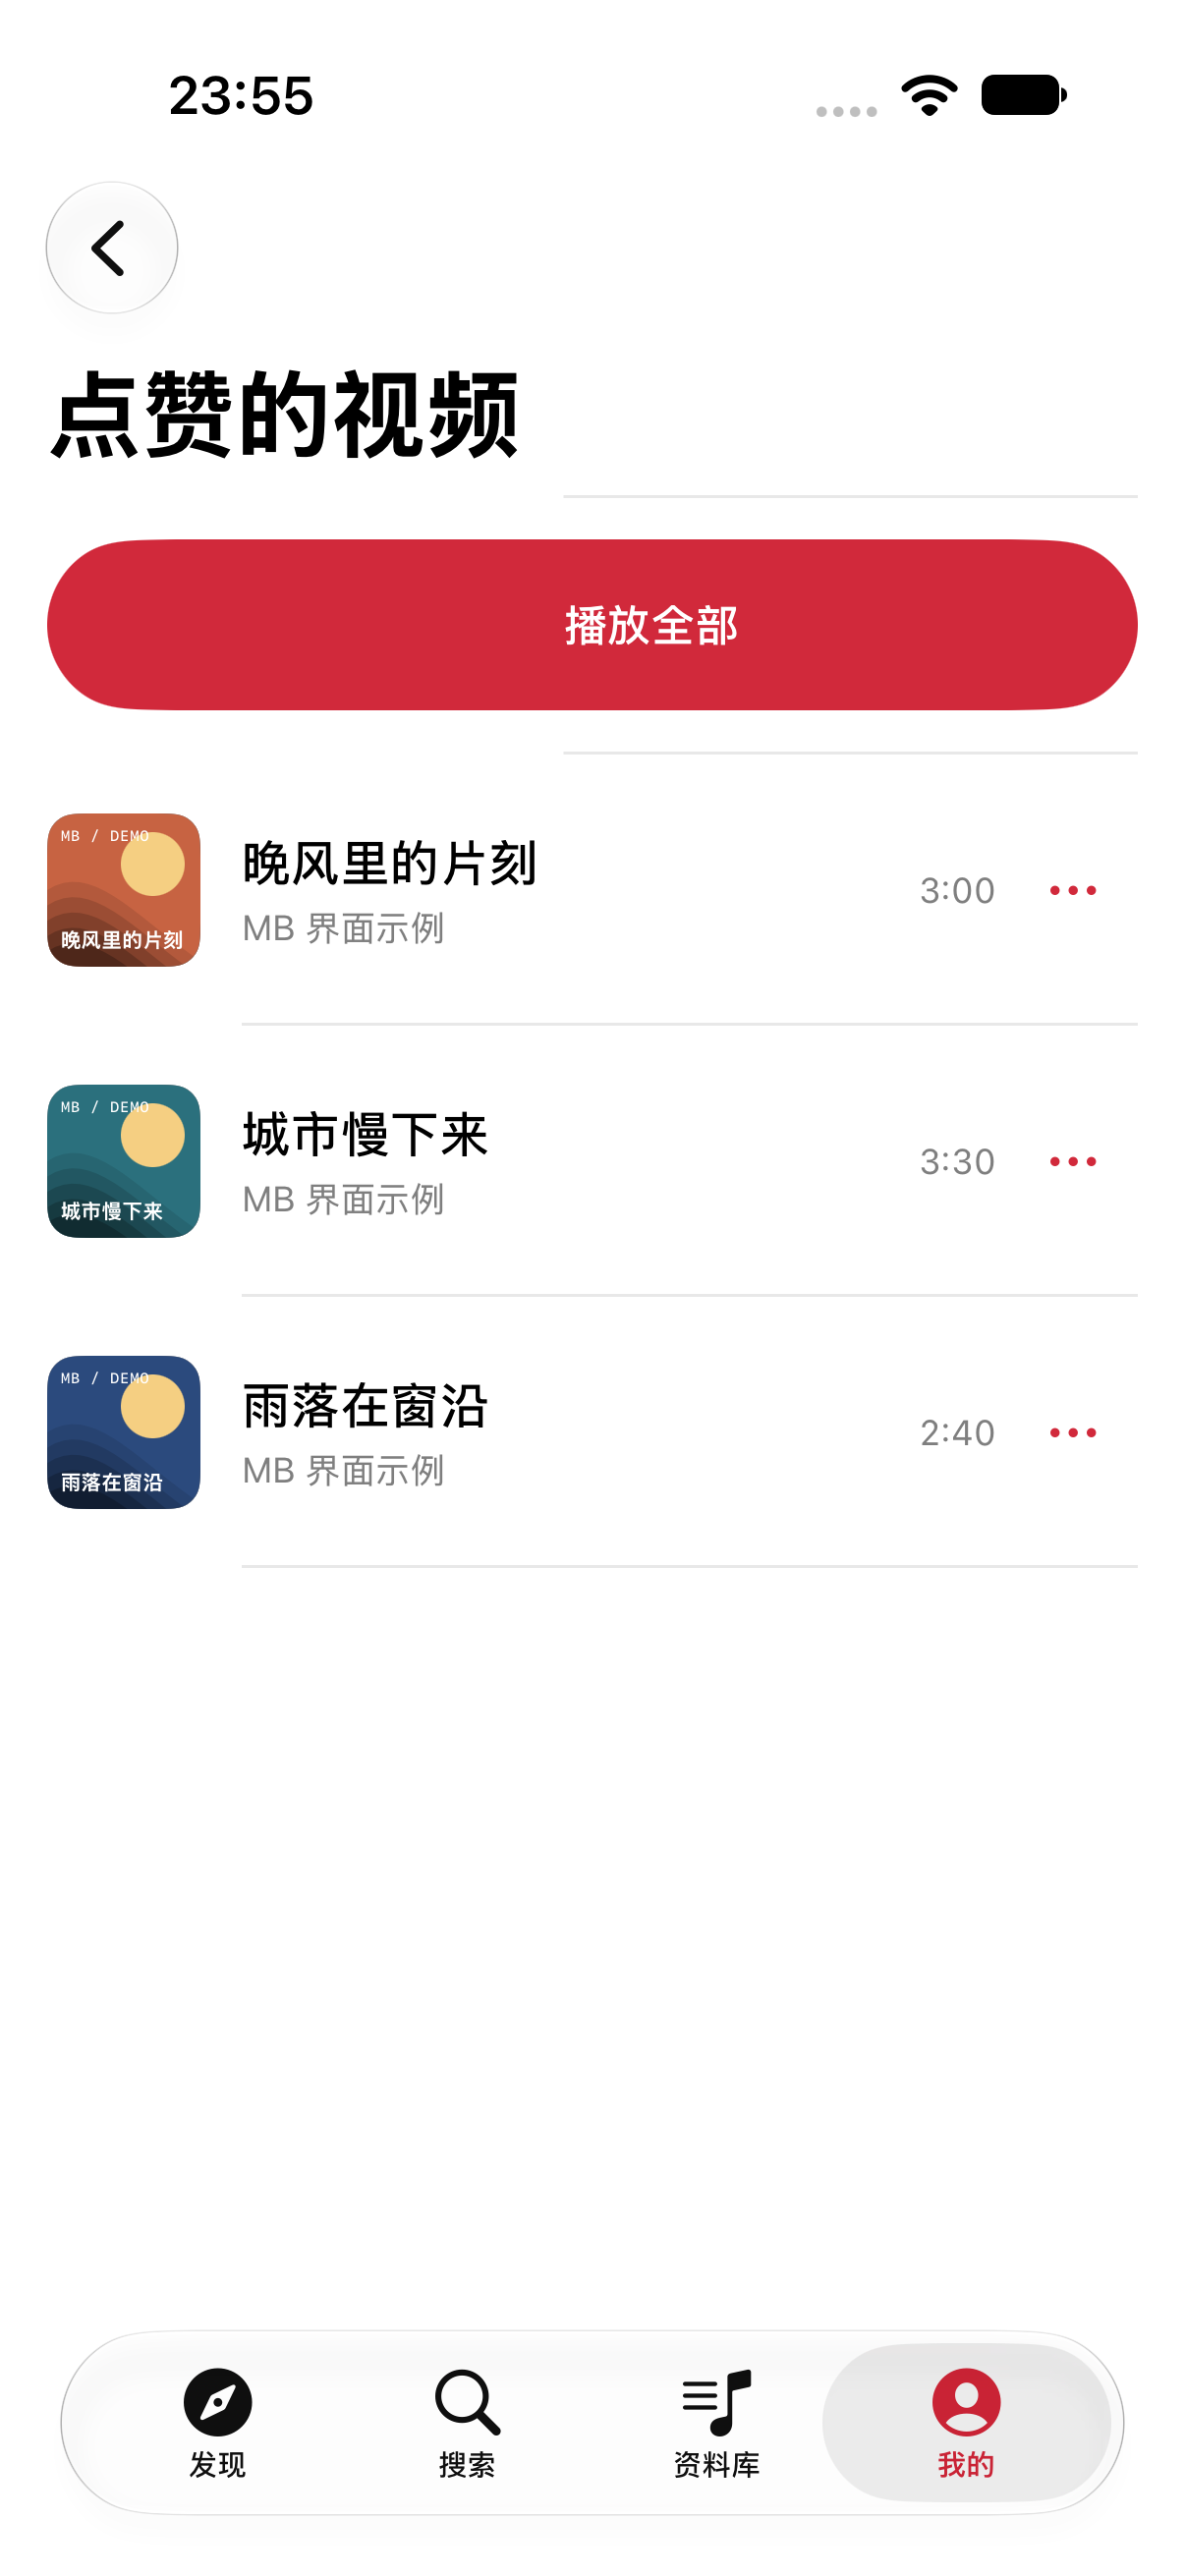 23:55
点赞的视频
播放全部
MB / DEMO
晚风里的片刻
晚风里的片刻
MB 界面示例
3:00
MB / DEMO
城市慢下来
城市慢下来
MB 界面示例
3:30
MB / DEMO
雨落在窗沿
雨落在窗沿
MB 界面示例
2:40
发现
搜索
资料库
我的